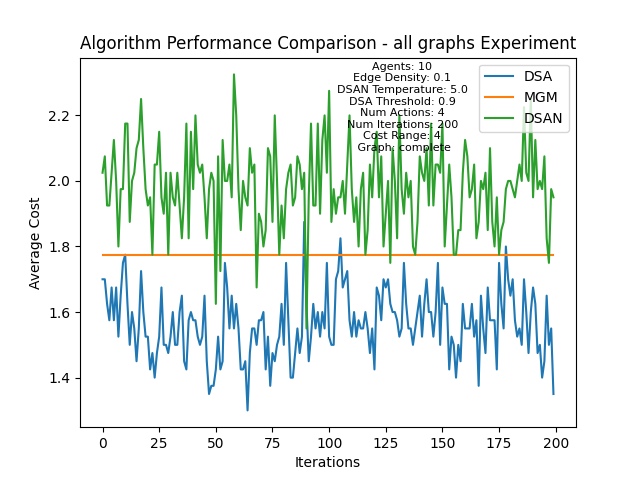 Algorithm Performance Comparison - all graphs Experiment
Agents: 10
Edge Density: 0.1
DSAN Temperature: 5.0
DSA Threshold: 0.9
Num Actions: 4
Num Iterations: 200
Cost Range: 4
Graph: complete
DSA
MGM
DSAN
Average Cost
2.2
2.0
1.8
1.6
1.4
0 25 50 75 100 125 150 175 200
Iterations